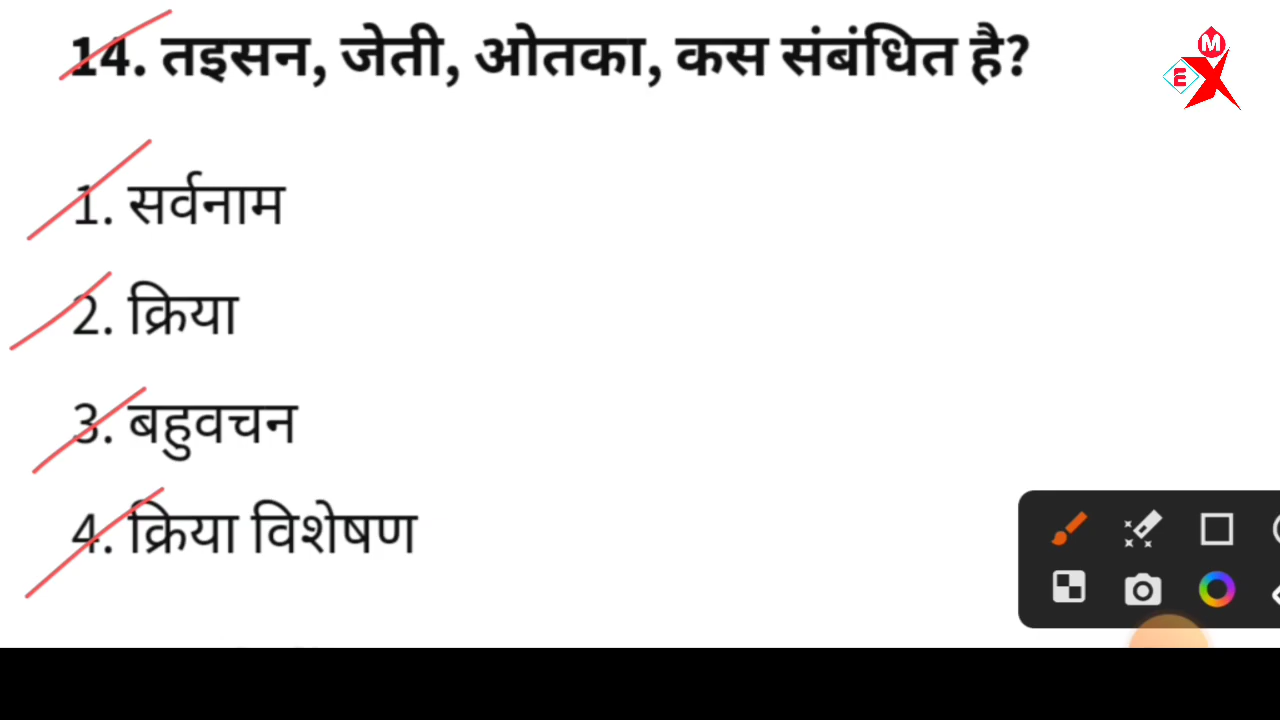 14. तइसन, जेती, ओतका, कस संबंधित है?
M
E
X
1. सर्वनाम
2. क्रिया
3. बहुवचन
4. क्रिया विशेषण